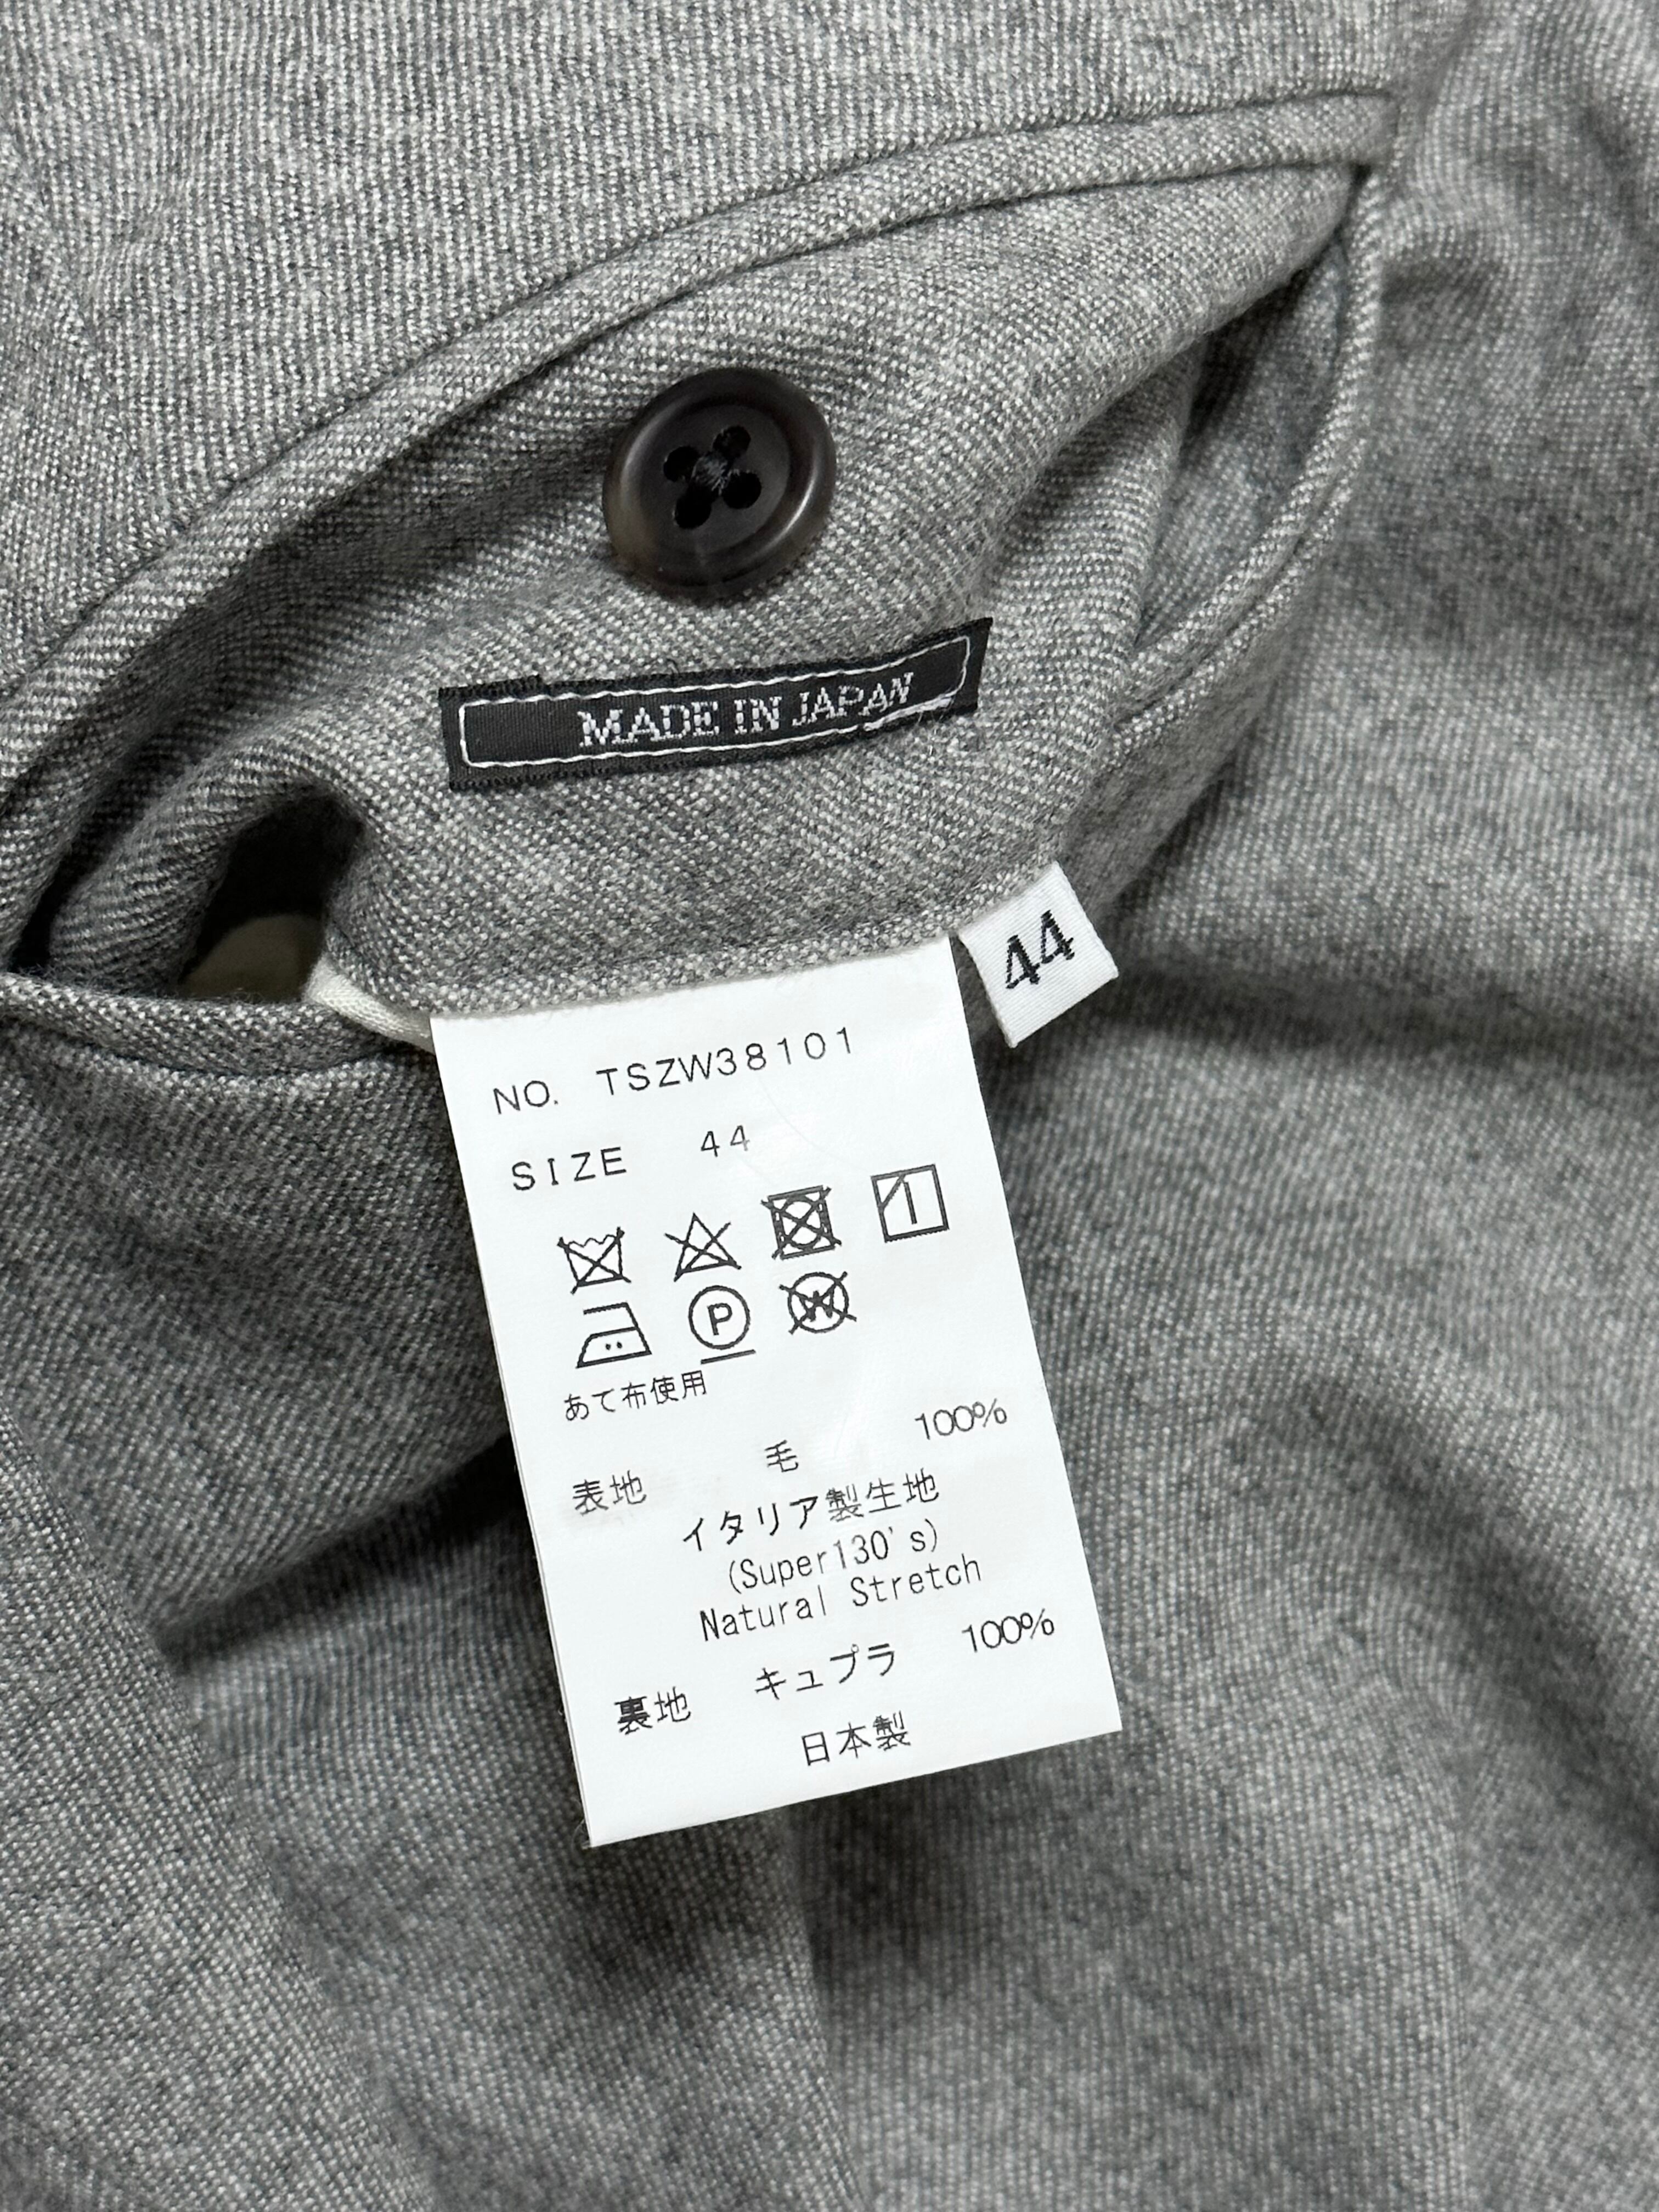 MADE IN JAPAN
44
NO. TSZW38101
SIZE 44
P W
あて布使用
表地 毛 100%
イタリア製生地
(Super130's)
Natural Stretch
裏地 キュプラ 100%
日本製